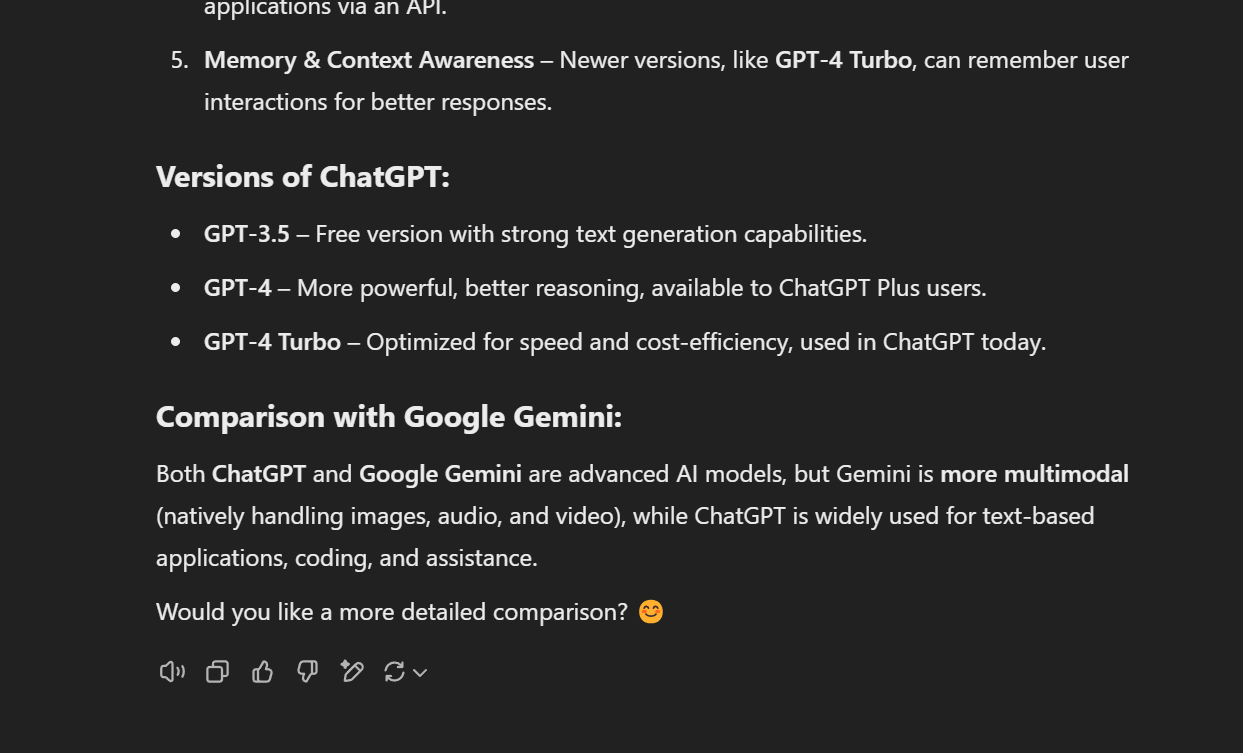 applications via an API.
5. Memory & Context Awareness – Newer versions, like GPT-4 Turbo, can remember user
interactions for better responses.
Versions of ChatGPT:
• GPT-3.5 – Free version with strong text generation capabilities.
• GPT-4 – More powerful, better reasoning, available to ChatGPT Plus users.
• GPT-4 Turbo – Optimized for speed and cost-efficiency, used in ChatGPT today.
Comparison with Google Gemini:
Both ChatGPT and Google Gemini are advanced AI models, but Gemini is more multimodal
(natively handling images, audio, and video), while ChatGPT is widely used for text-based
applications, coding, and assistance.
Would you like a more detailed comparison? 😊